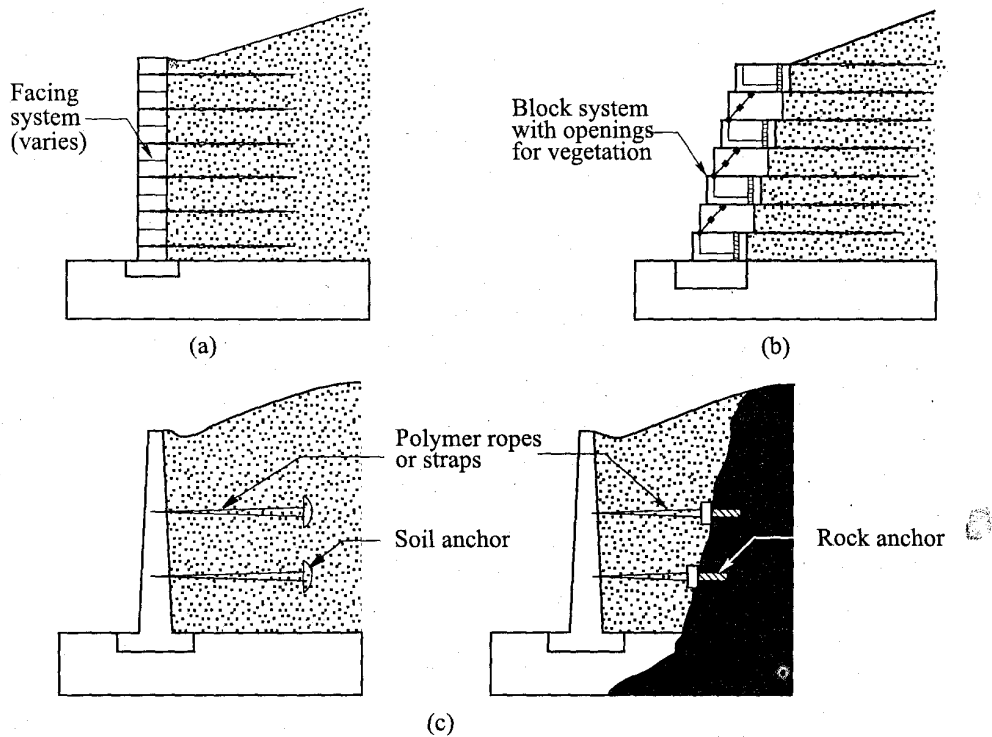 Facing
system
(varies)
Block system
with openings
for vegetation
(a)
(b)
Polymer ropes
or straps
Soil anchor
Rock anchor
(c)